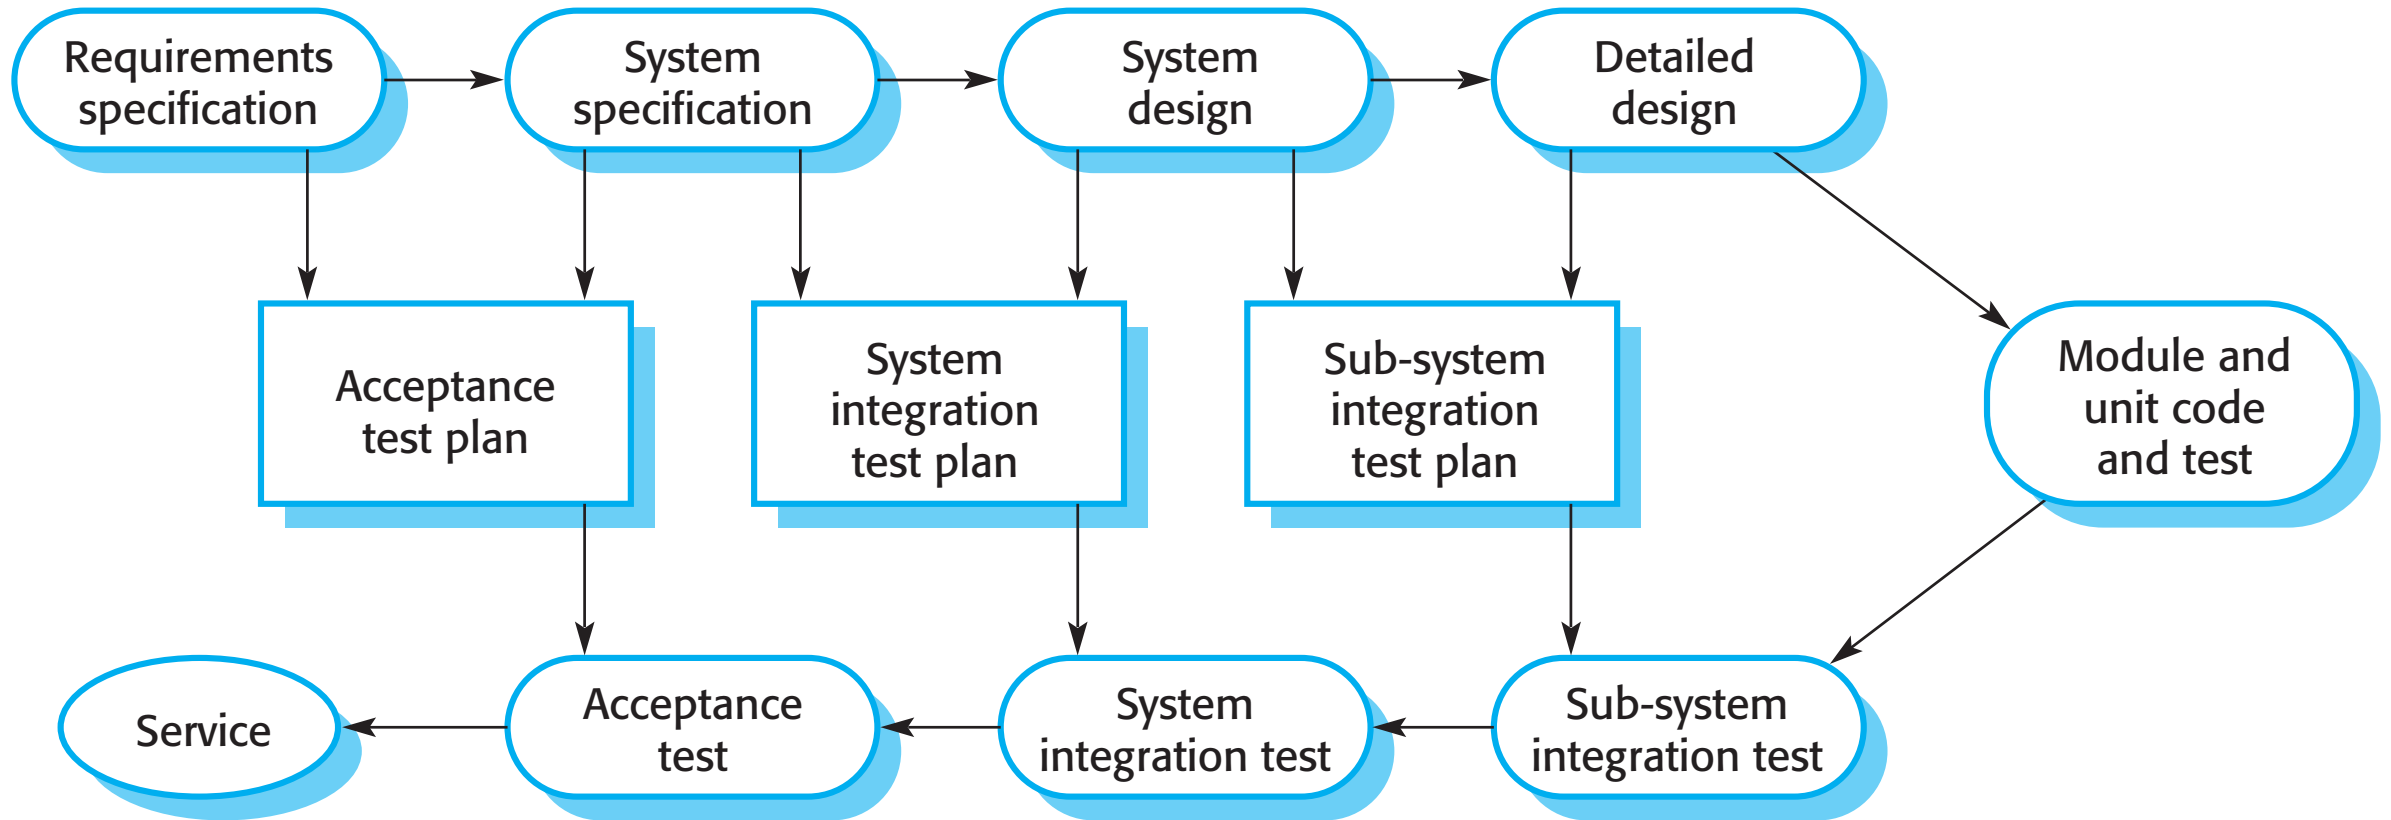 Requirements
specification
System
specification
System
design
Detailed
design
Acceptance
test plan
System
integration
test plan
Sub-system
integration
test plan
Module and
unit code
and test
Service
Acceptance
test
System
integration test
Sub-system
integration test